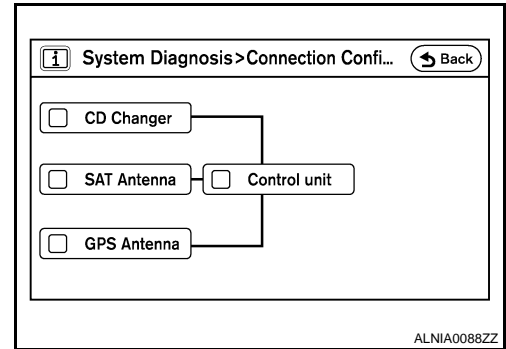 i System Diagnosis>Connection Confi... Back
CD Changer
SAT Antenna Control unit
GPS Antenna
ALNIA0088ZZ